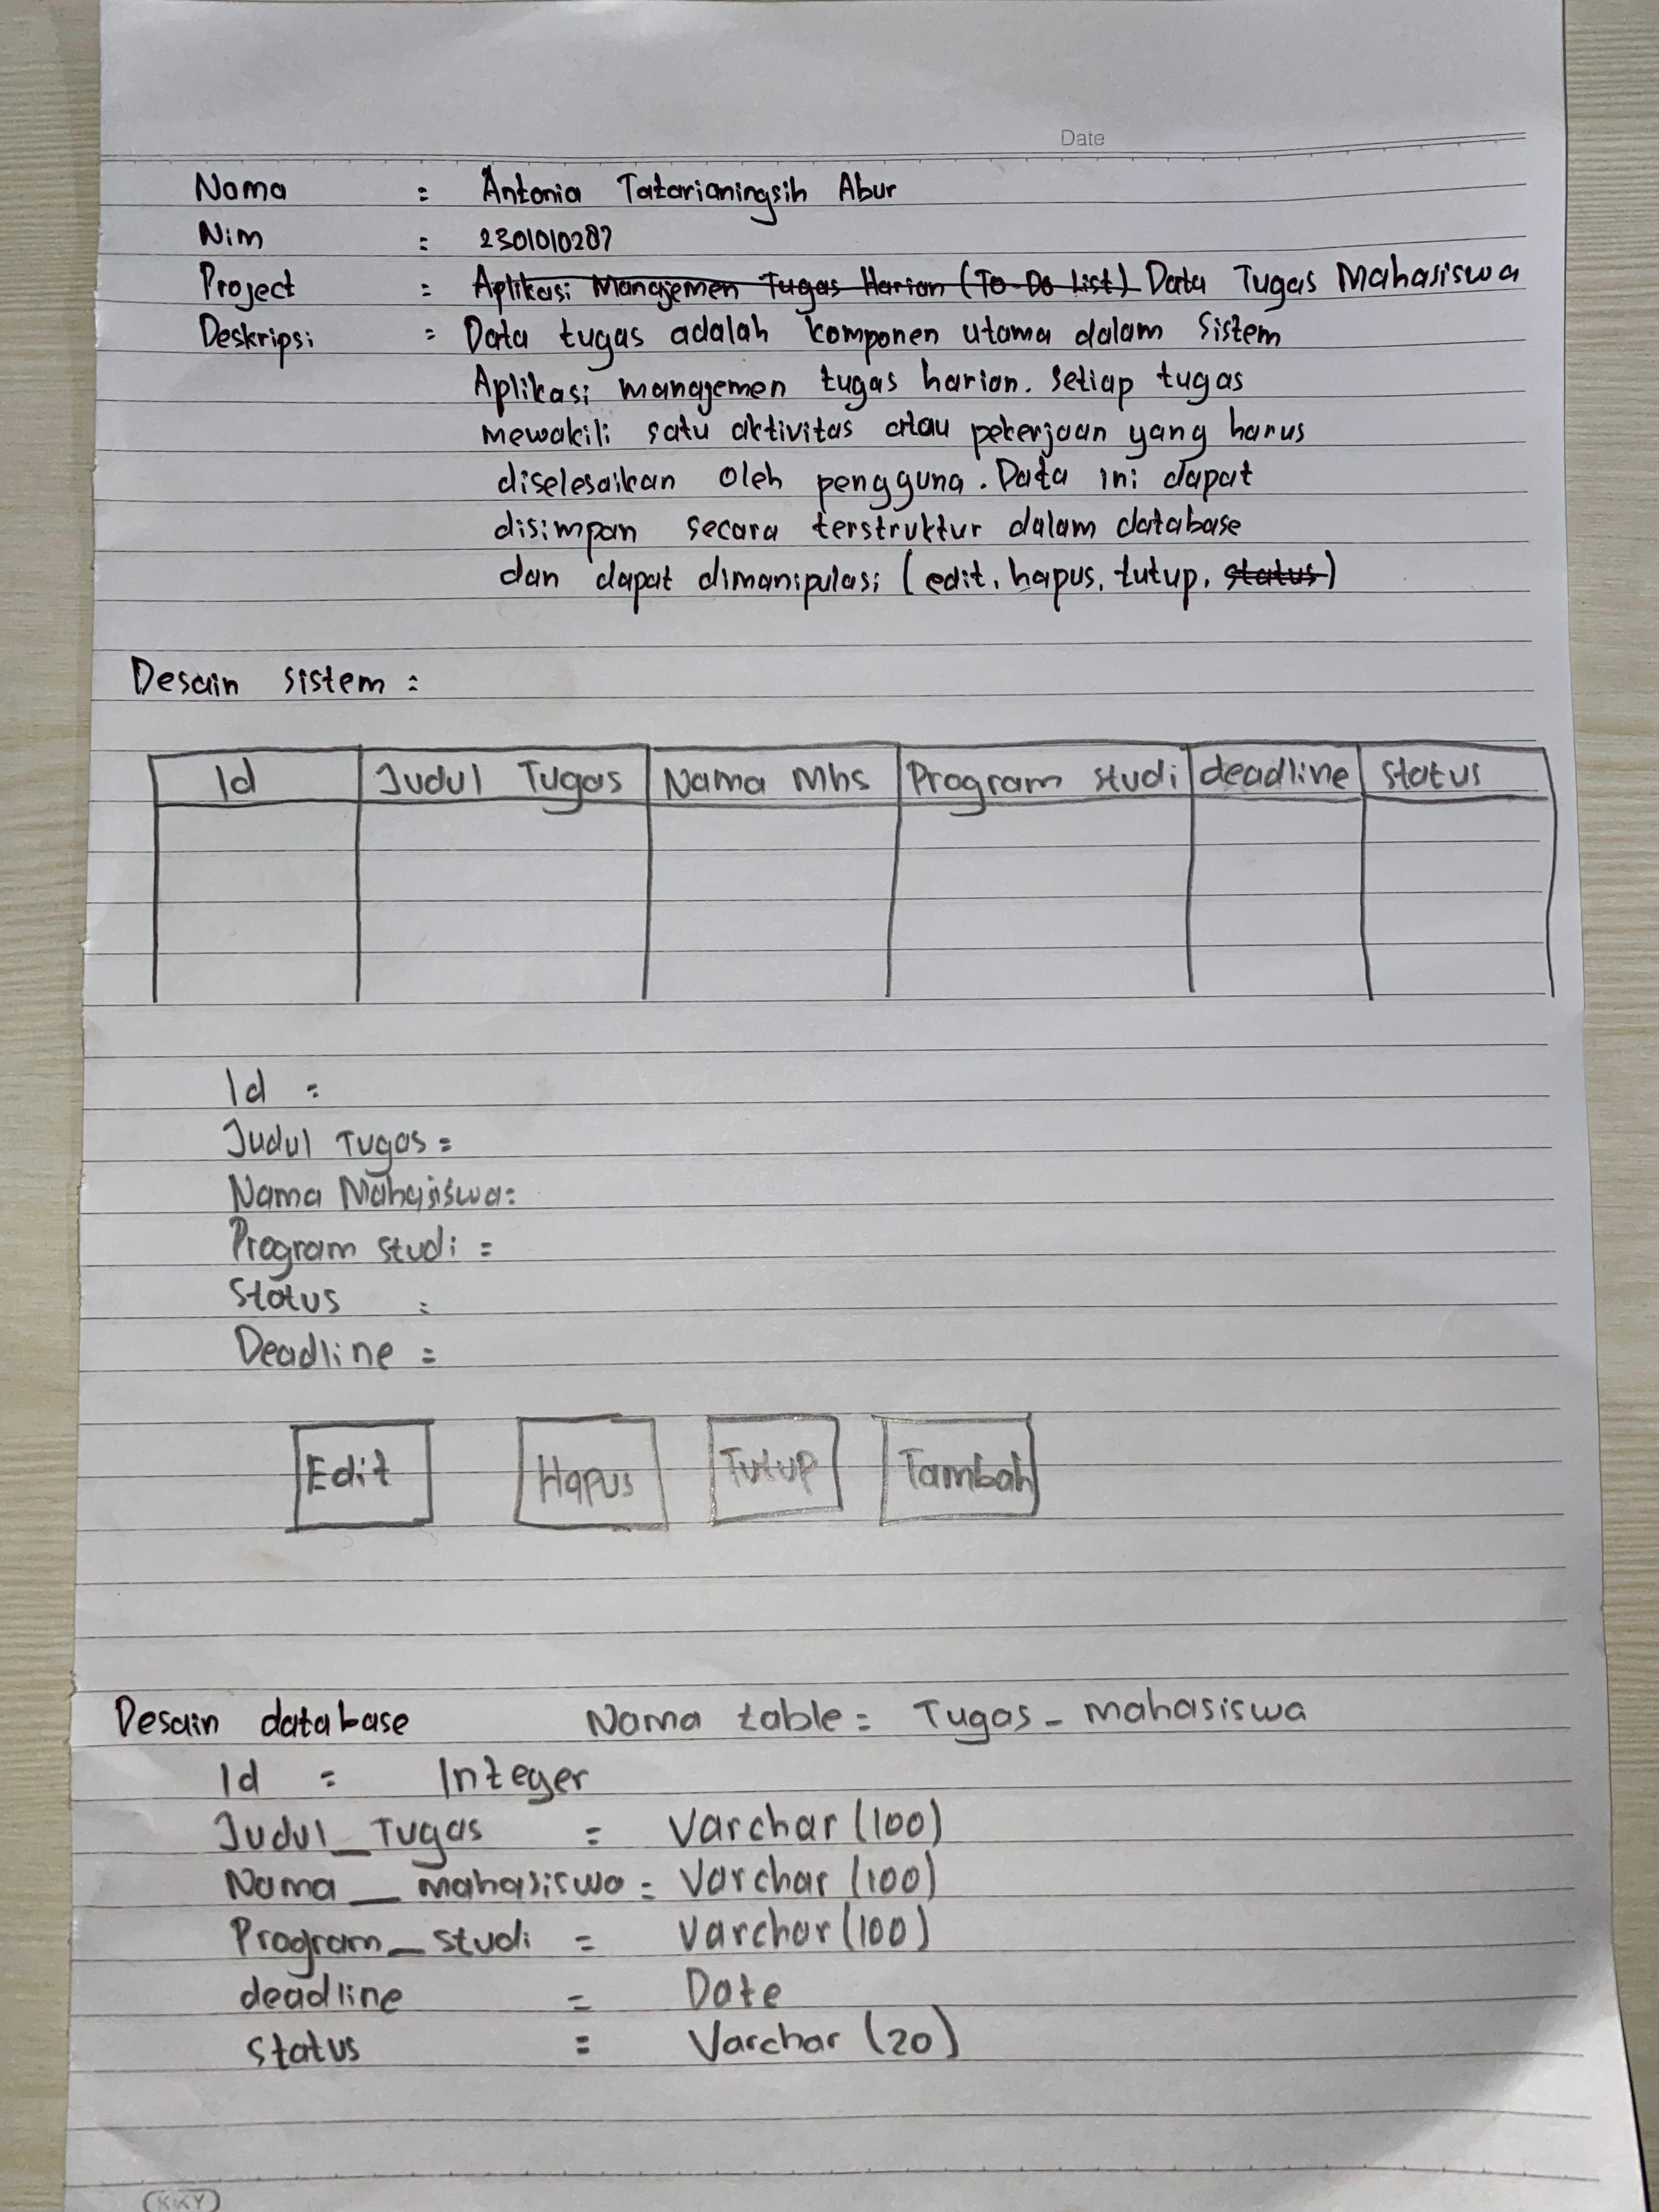 Date
Nama : Antonia Tatarianingsih Abur
Nim : 2301010287
Project : Aplikasi Manajemen Tugas Harian (To-Do List) Data Tugas Mahasiswa
Deskripsi : Data tugas adalah komponen utama dalam sistem
Aplikasi manajemen tugas harian. setiap tugas
mewakili satu aktivitas atau pekerjaan yang harus
diselesaikan oleh pengguna. Data ini dapat
disimpan secara terstruktur dalam database
dan dapat dimanipulasi (edit, hapus, tutup, status)
Desain sistem :
Id Judul Tugas Nama Mhs Program studi deadline status
Id :
Judul Tugas :
Nama Mahasiswa :
Program studi :
Status :
Deadline :
Edit Hapus Tutup Tambah
Desain database Nama table : Tugas_mahasiswa
Id : Integer
Judul_Tugas : Varchar (100)
Nama_mahasiswa : Varchar (100)
Program_studi : Varchar (100)
deadline : Date
status : Varchar (20)
KKY